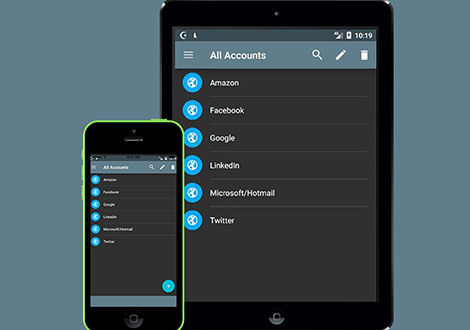 10:19
All Accounts
Amazon
Facebook
Google
LinkedIn
Microsoft/Hotmail
Twitter
All Accounts
Amazon
Facebook
Google
LinkedIn
Microsoft/Hotmail
Twitter